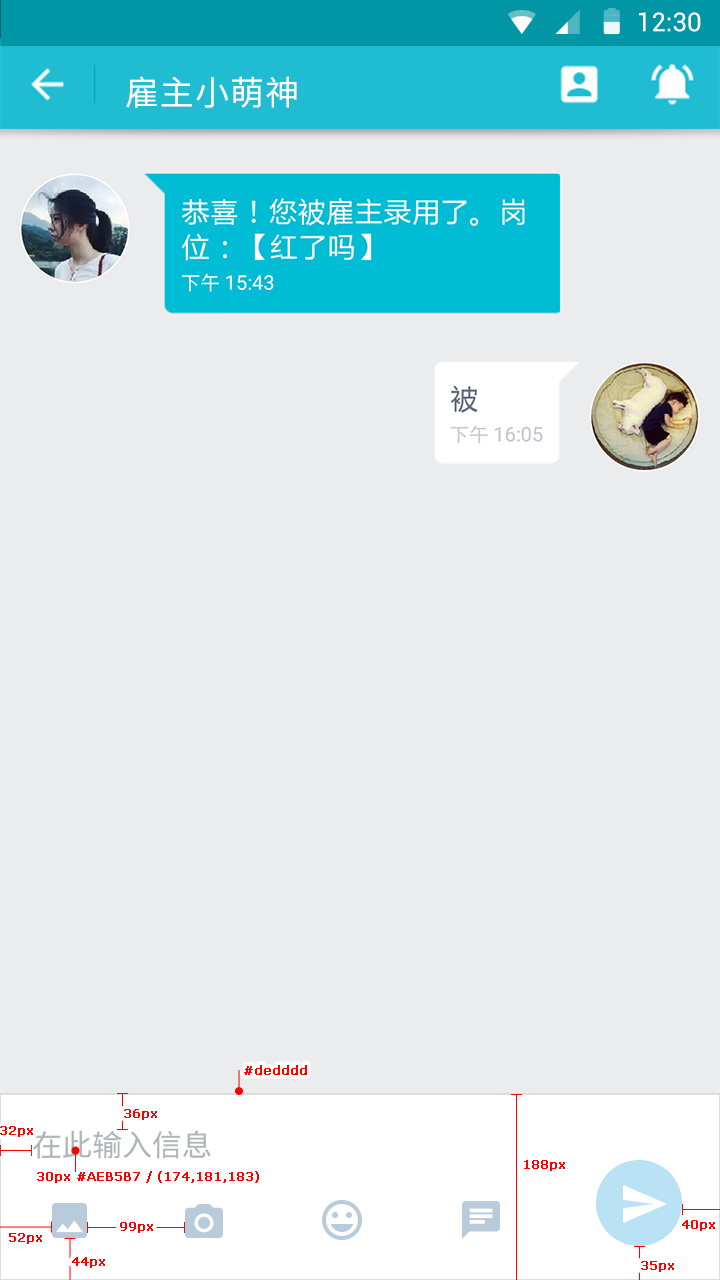 12:30
雇主小萌神
恭喜！您被雇主录用了。岗
位：【红了吗】
下午 15:43
被
下午 16:05
#dedddd
36px
32px
在此输入信息
188px
30px #AEB5B7 / (174,181,183)
99px
40px
52px
44px
35px